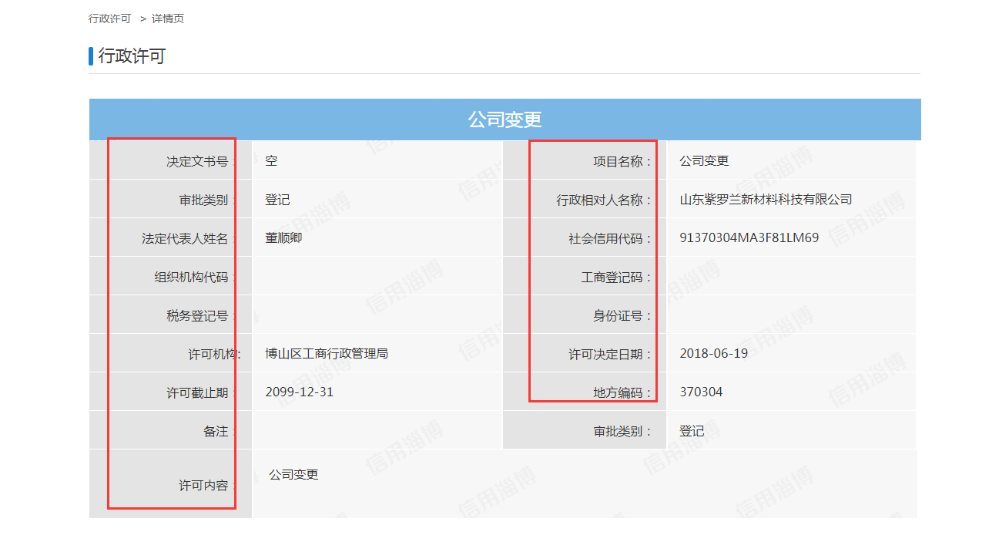 行政许可 > 详情页
行政许可
公司变更
决定文书号： 空 项目名称： 公司变更
审批类别： 登记 行政相对人名称： 山东紫罗兰新材料科技有限公司
法定代表人姓名： 董顺卿 社会信用代码： 91370304MA3F81LM69
组织机构代码： 工商登记码：
税务登记号： 身份证号：
许可机构: 博山区工商行政管理局 许可决定日期： 2018-06-19
许可截止期： 2099-12-31 地方编码： 370304
备注： 审批类别： 登记
许可内容： 公司变更
信用淄博